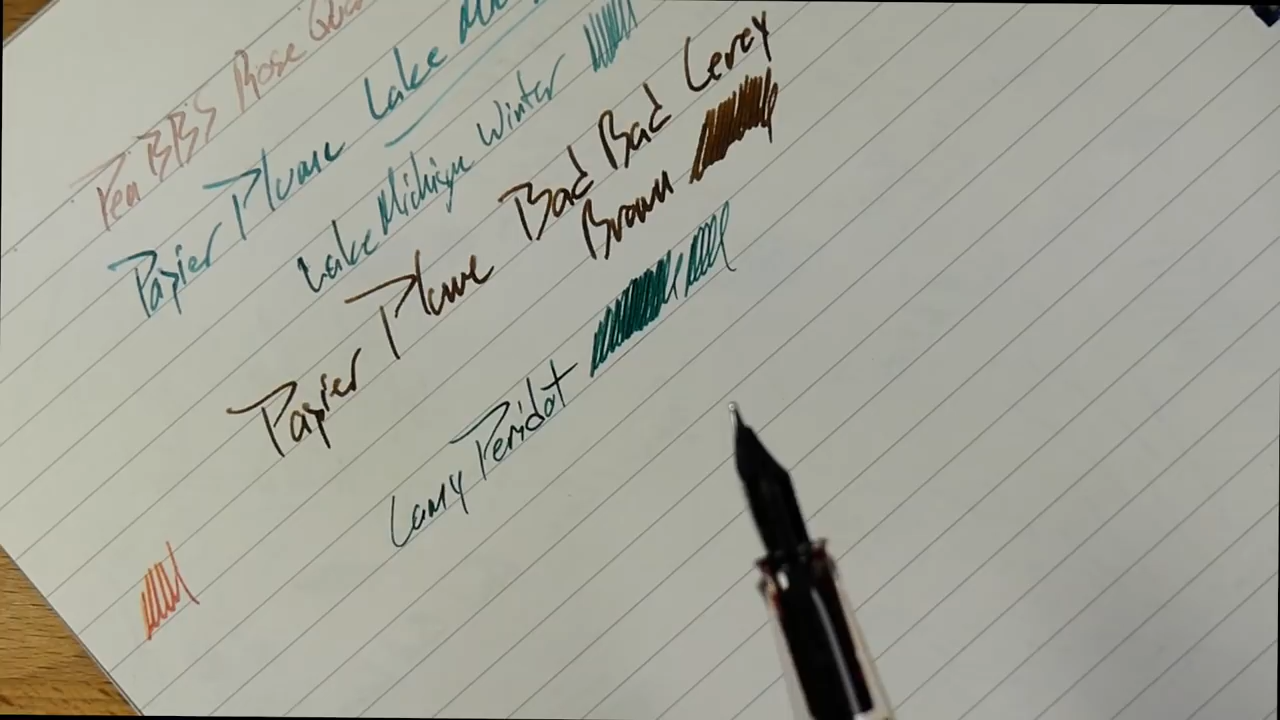 Pen BBS Rose
Papier Plume Lake
Lake Michigan Winter
Papier Plume Bad Bad Leroy
Brown
Lamy Peridot